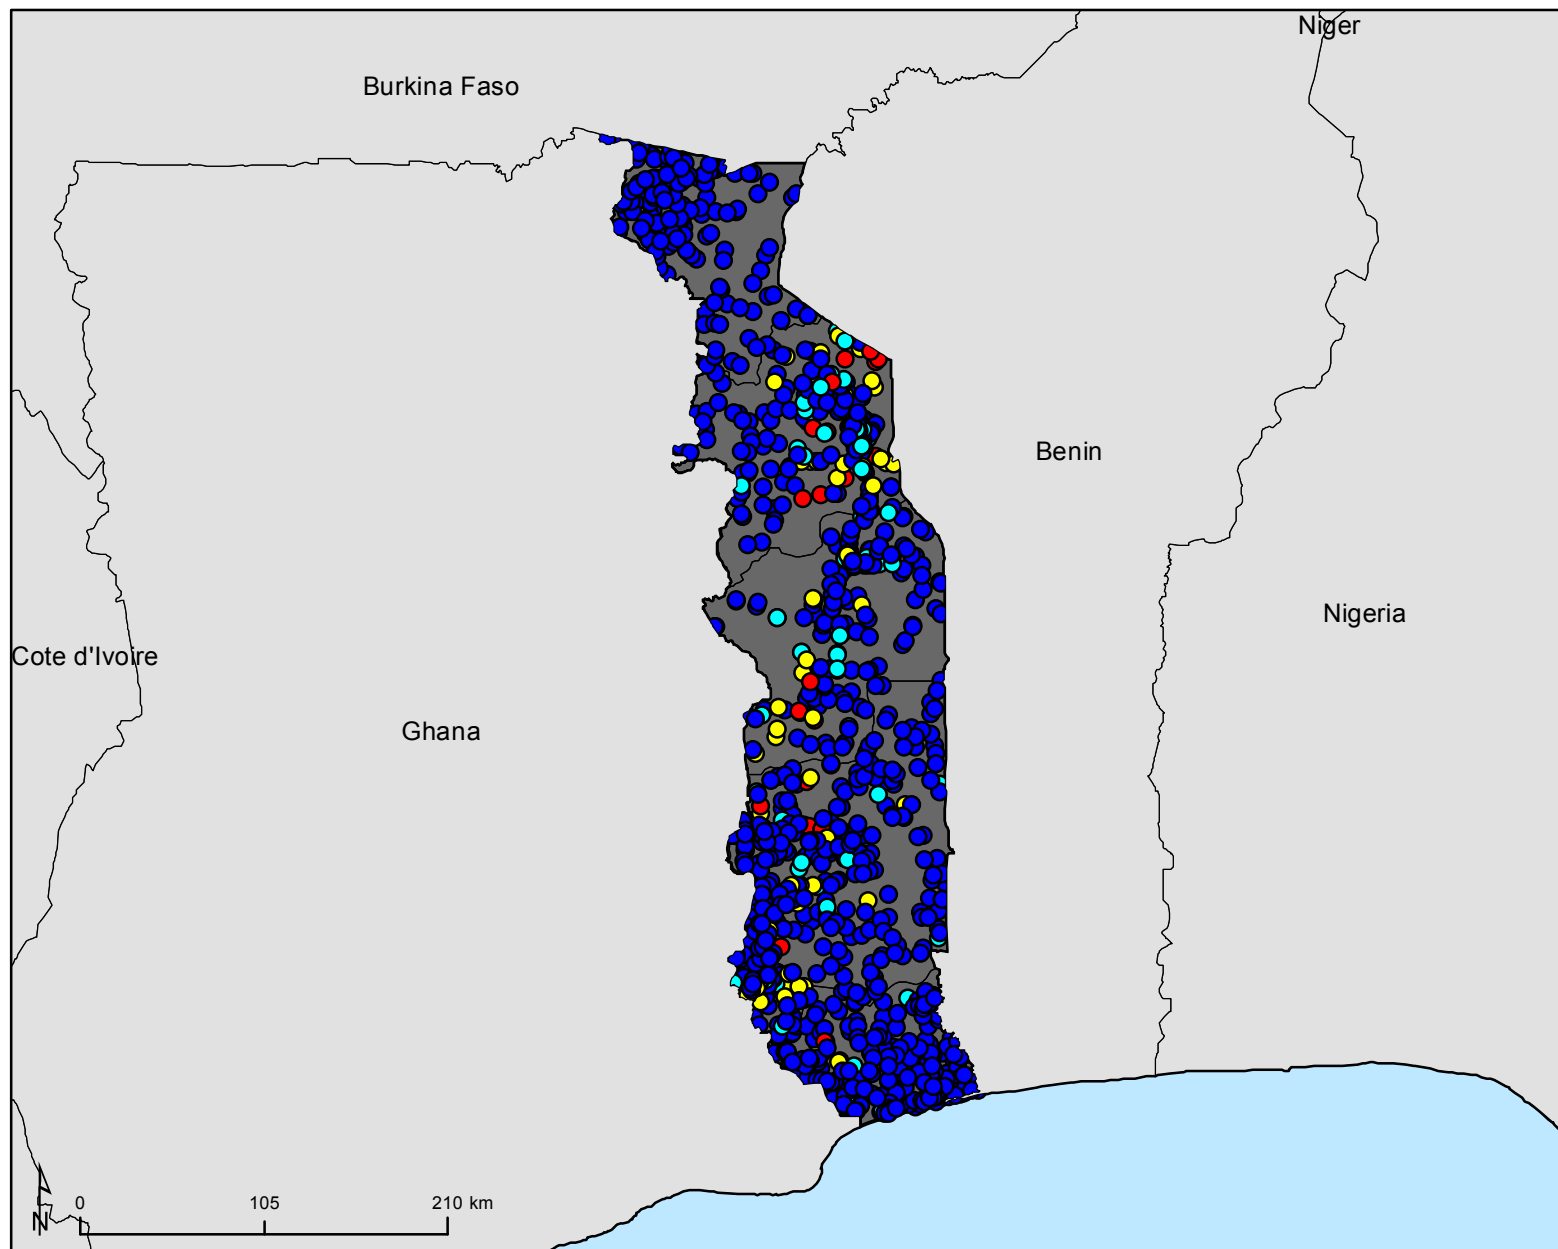 Niger
Burkina Faso
Benin
Nigeria
Cote d'Ivoire
Ghana
0 105 210 km
N